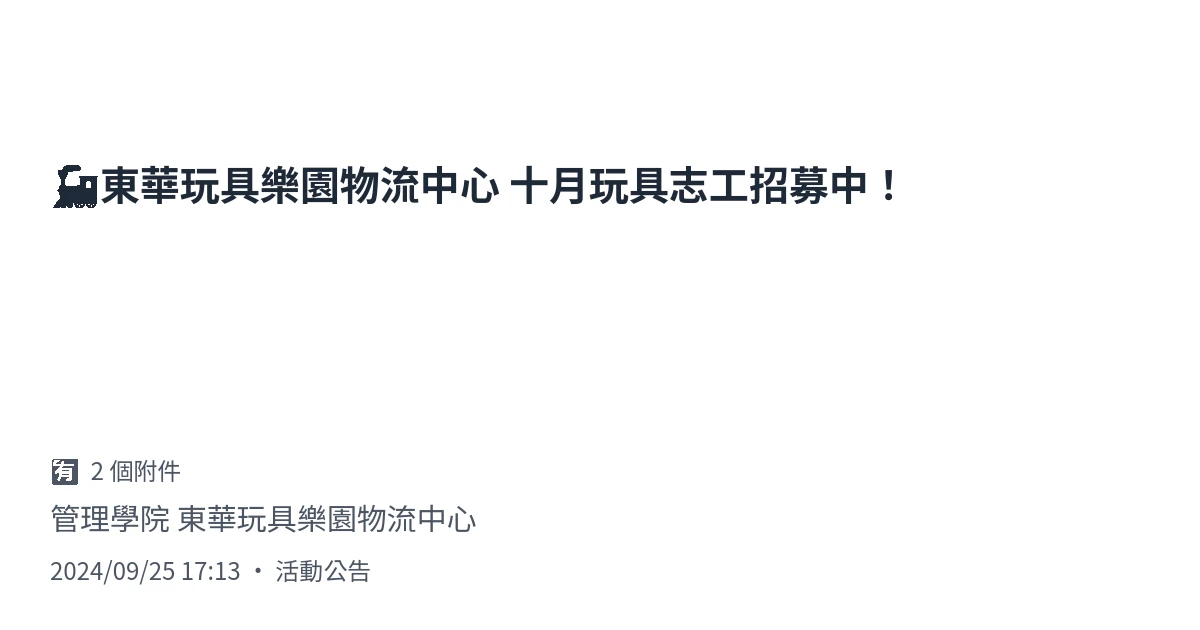 🚂東華玩具樂園物流中心 十月玩具志工招募中！
🈶 2 個附件
管理學院 東華玩具樂園物流中心
2024/09/25 17:13 • 活動公告